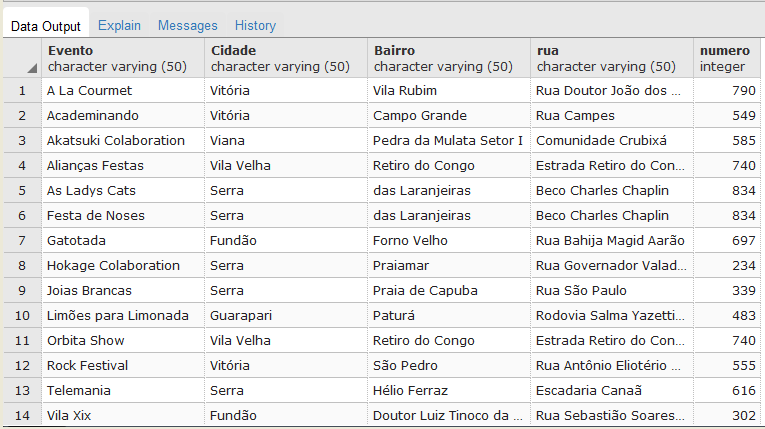 Data Output Explain Messages History
Evento Cidade Bairro rua numero
character varying (50) character varying (50) character varying (50) character varying (50) integer
1 A La Courmet Vitória Vila Rubim Rua Doutor João dos ... 790
2 Academinando Vitória Campo Grande Rua Campes 549
3 Akatsuki Colaboration Viana Pedra da Mulata Setor I Comunidade Crubixá 585
4 Alianças Festas Vila Velha Retiro do Congo Estrada Retiro do Con... 740
5 As Ladys Cats Serra das Laranjeiras Beco Charles Chaplin 834
6 Festa de Noses Serra das Laranjeiras Beco Charles Chaplin 834
7 Gatotada Fundão Forno Velho Rua Bahija Magid Aarão 697
8 Hokage Colaboration Serra Praiamar Rua Governador Valad... 234
9 Joias Brancas Serra Praia de Capuba Rua São Paulo 339
10 Limões para Limonada Guarapari Paturá Rodovia Salma Yazetti... 483
11 Orbita Show Vila Velha Retiro do Congo Estrada Retiro do Con... 740
12 Rock Festival Vitória São Pedro Rua Antônio Eliotério ... 555
13 Telemania Serra Hélio Ferraz Escadaria Canaã 616
14 Vila Xix Fundão Doutor Luiz Tinoco da ... Rua Sebastião Soares... 302